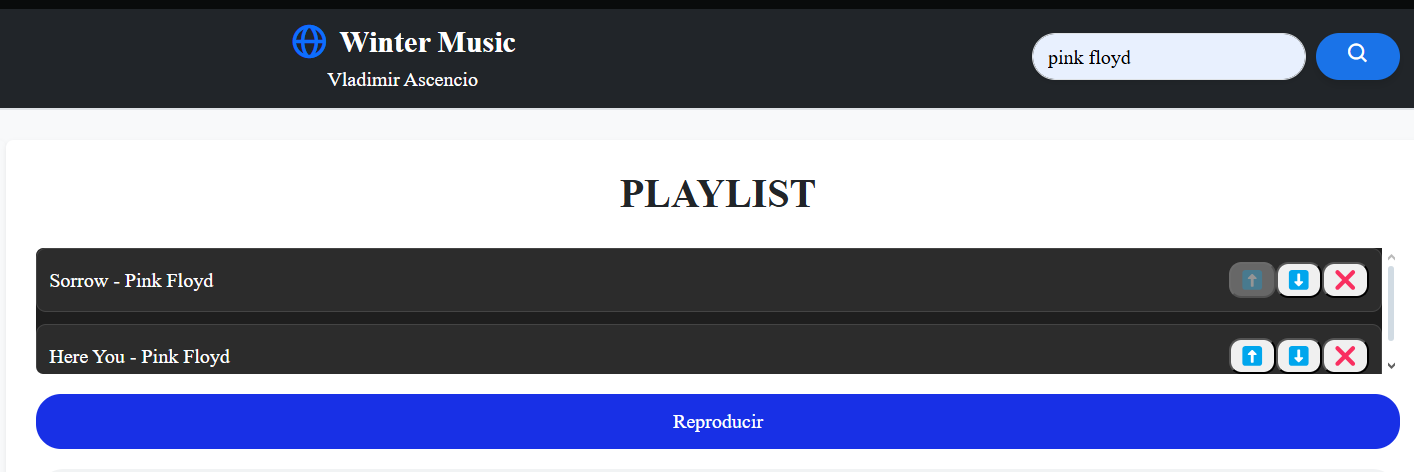 Winter Music
Vladimir Ascencio
pink floyd
PLAYLIST
Sorrow - Pink Floyd
Here You - Pink Floyd
Reproducir